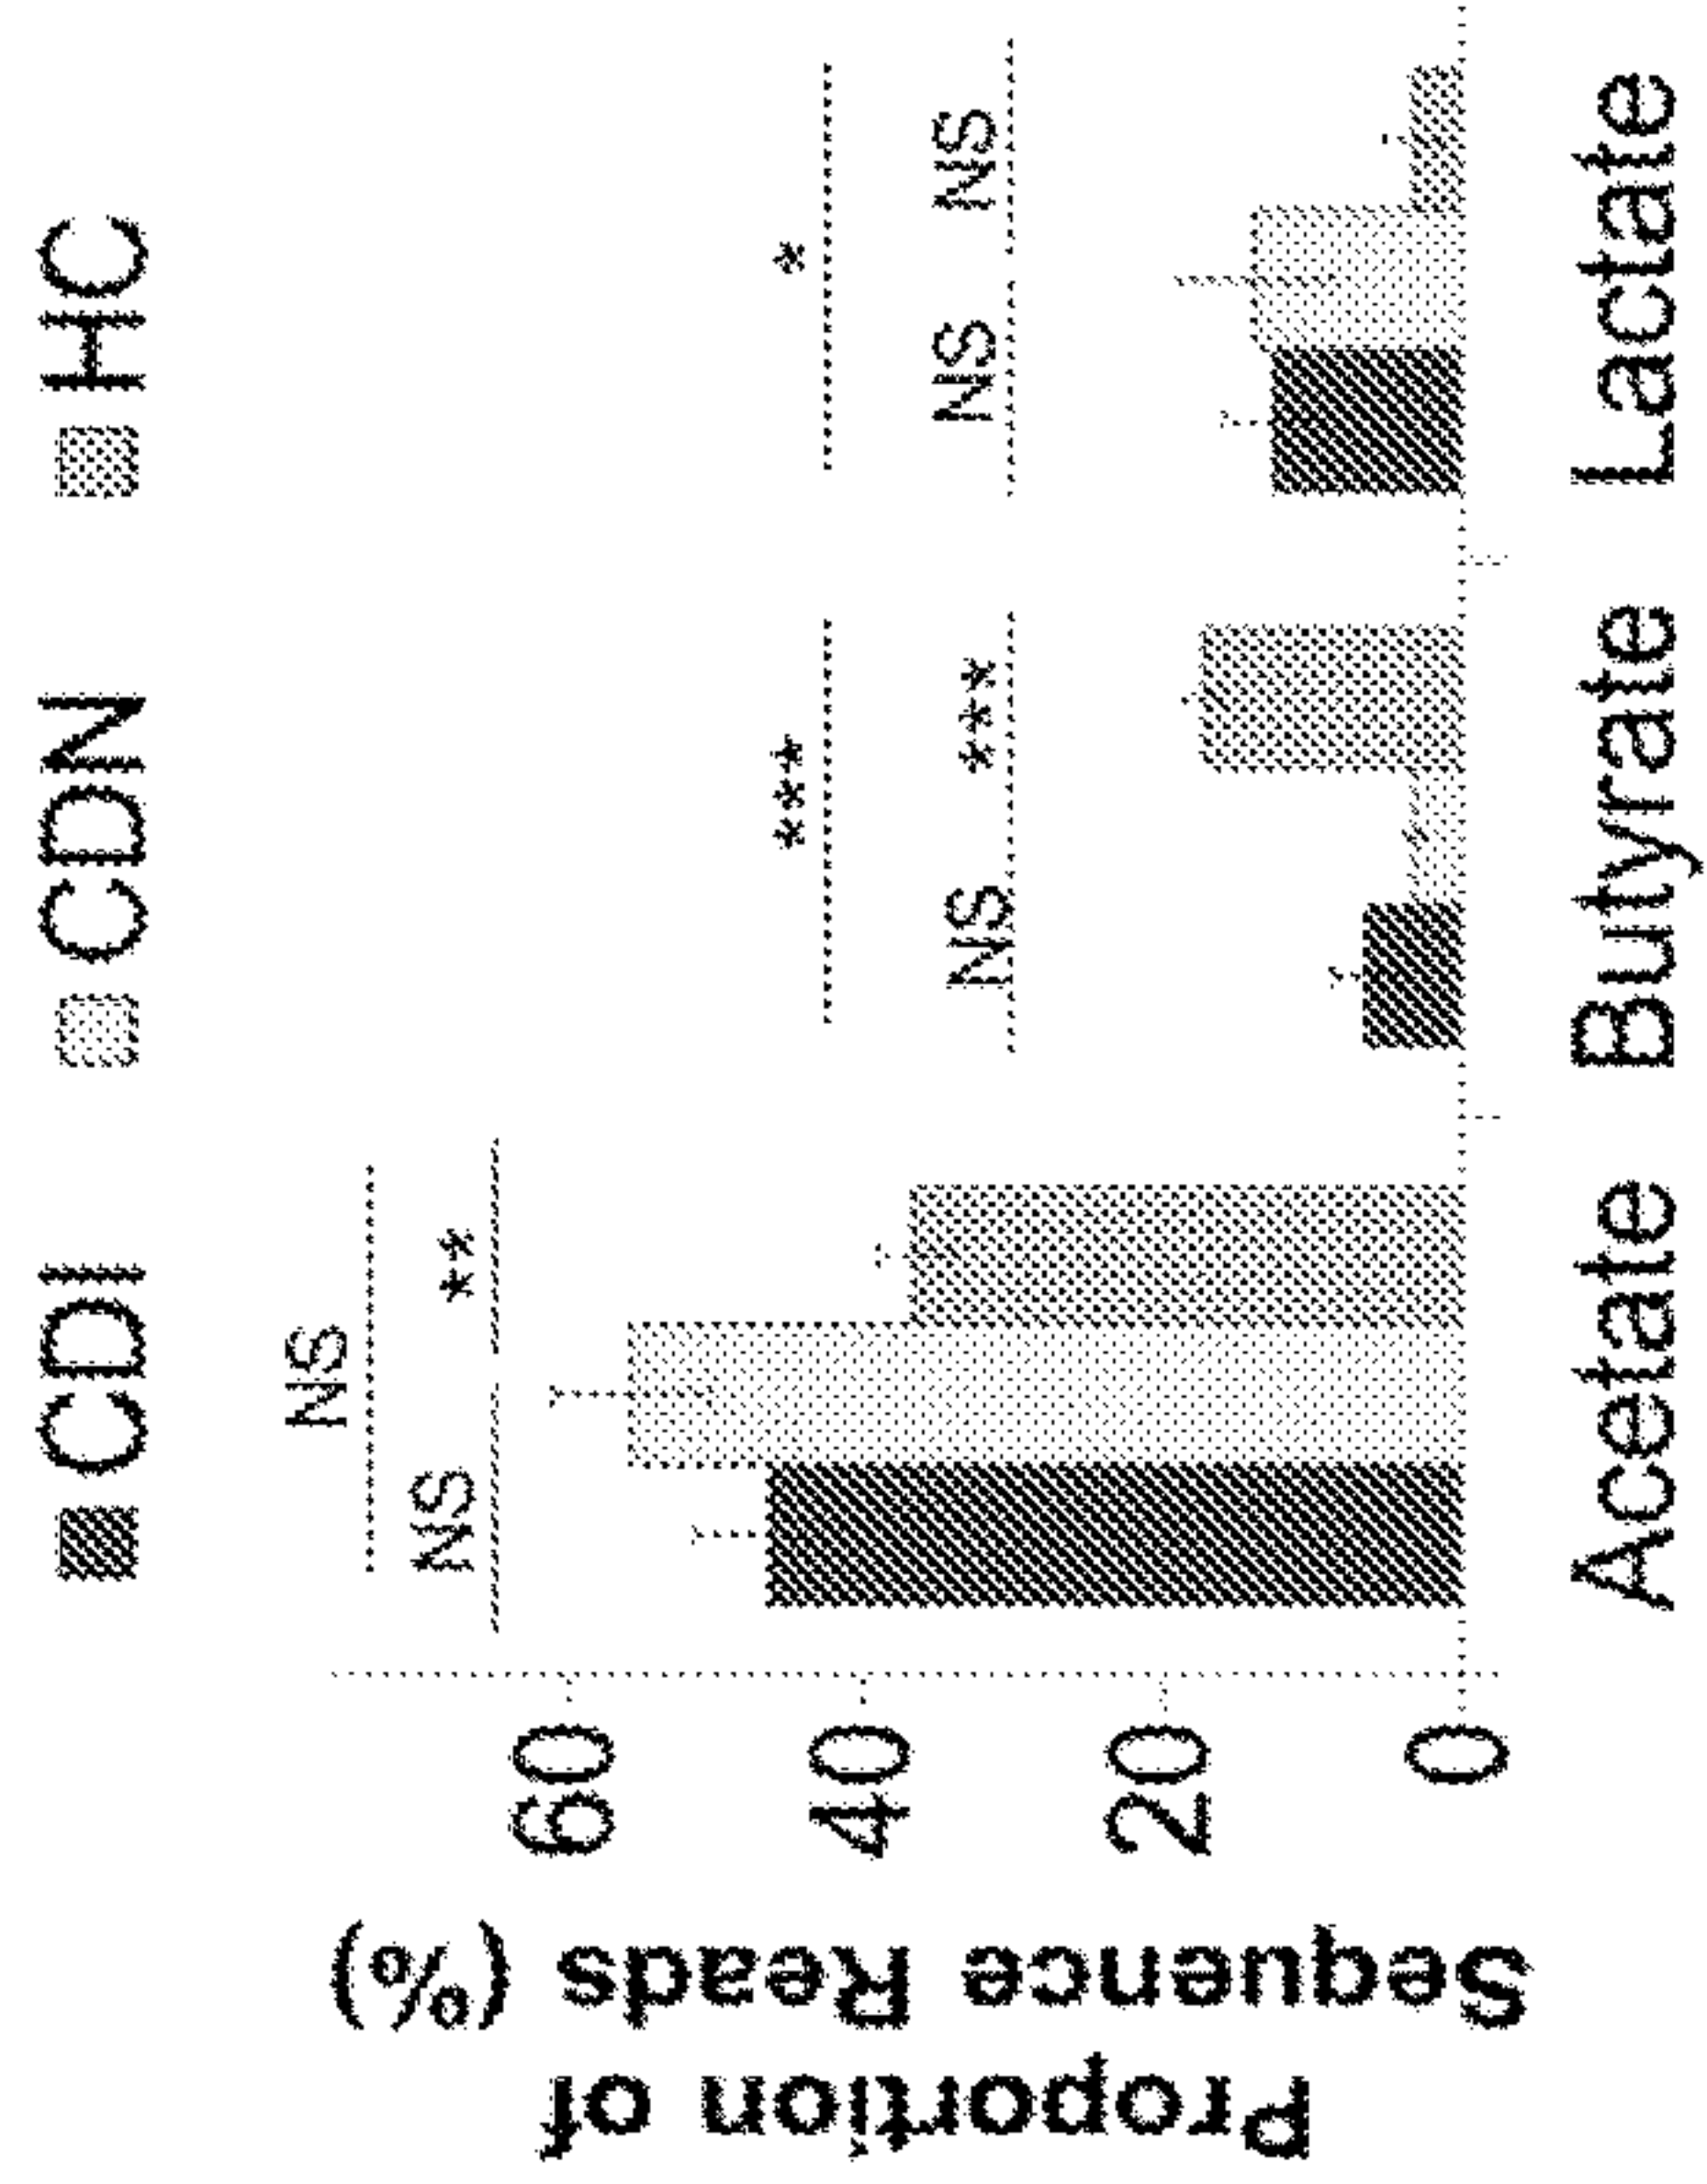 CDI CDN HC
Proportion of
Sequence Reads (%)
60
40
20
0
NS
NS **
***
NS ***
*
NS NS
Acetate Butyrate Lactate